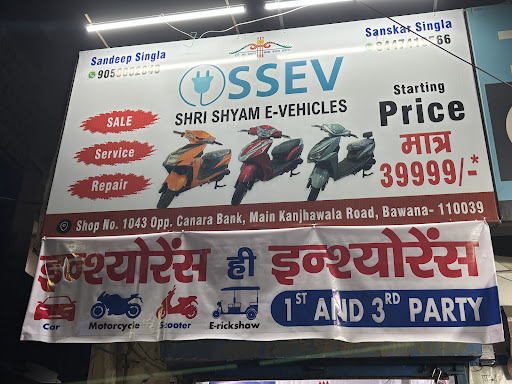 Sandeep Singla
Sanskar Singla
SSEV
SHRI SHYAM E-VEHICLES
SALE
Service
Repair
Starting
Price
मात्र
39999/-*
Shop No. 1043 Opp. Canara Bank, Main Kanjhawala Road, Bawana- 110039
इन्श्योरेंस ही इन्श्योरेंस
Car Motorcycle Scooter E-rickshaw
1ST AND 3RD PARTY